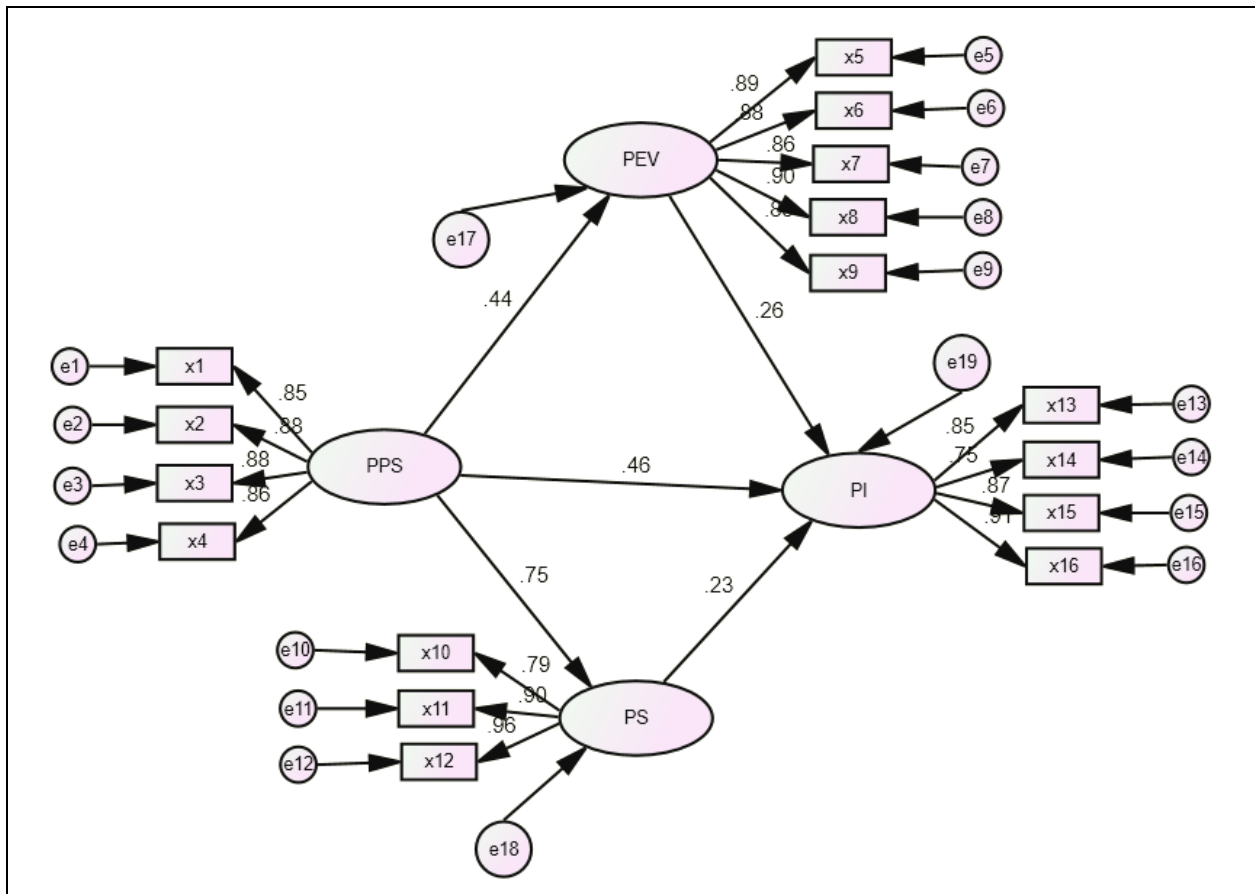 x5
e5
.89
x6
e6
.88
PEV
.86
x7
e7
.90
x8
e8
e17
x9
e9
.44
.26
e1
x1
e19
.85
x13
e13
e2
x2
.88
.85
PPS
x14
e14
.75
e3
x3
.88
.46
PI
.87
x15
e15
e4
x4
.86
.91
x16
e16
.75
.23
e10
x10
.79
e11
x11
.90
PS
e12
x12
.96
e18